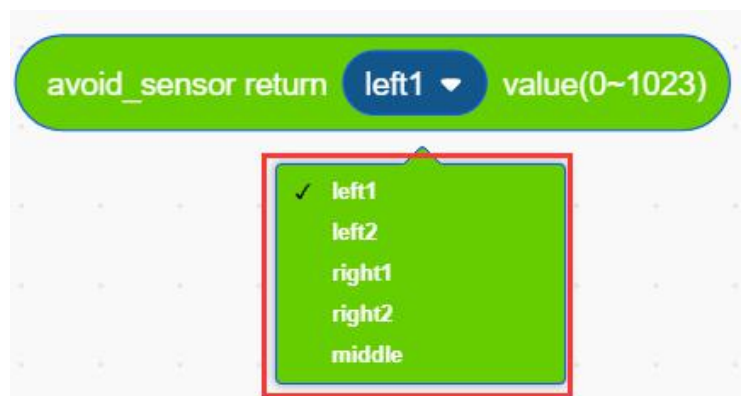 avoid_sensor return left1 value(0~1023)
✓ left1
left2
right1
right2
middle